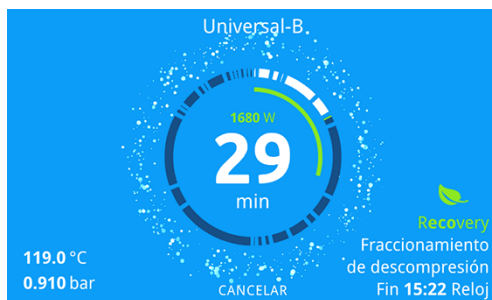 Universal-B.
1680 W
29
min
Recovery
Fraccionamiento
de descompresión
Fin 15:22 Reloj
119.0 °C
0.910 bar
CANCELAR